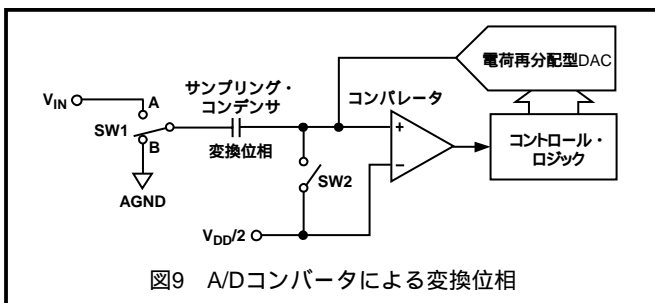 電荷再分配型DAC
サンプリング・
コンデンサ
コンパレータ
VIN
A
SW1
B
変換位相
+
−
コントロール・
ロジック
SW2
AGND
VDD/2
図9 A/Dコンバータによる変換位相